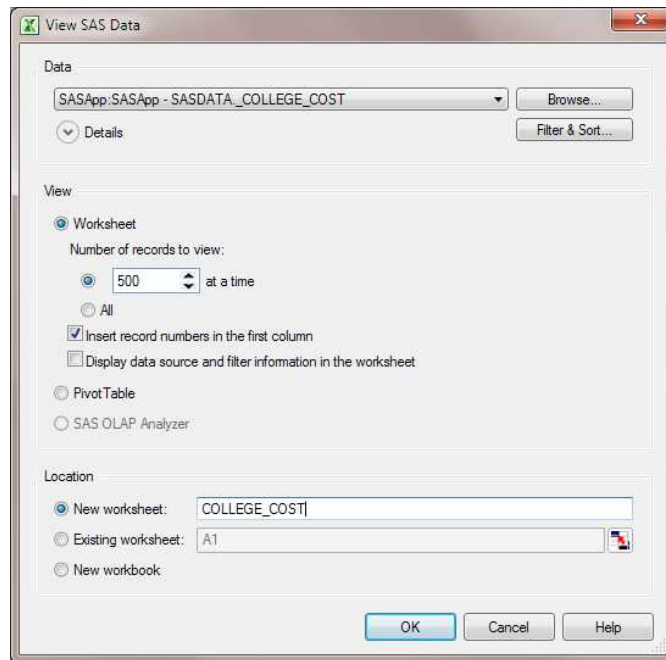 View SAS Data
Data
SASApp:SASApp - SASDATA._COLLEGE_COST
Browse...
Details
Filter & Sort...
View
Worksheet
Number of records to view:
500 at a time
All
Insert record numbers in the first column
Display data source and filter information in the worksheet
PivotTable
SAS OLAP Analyzer
Location
New worksheet: COLLEGE_COST
Existing worksheet: A1
New workbook
OK Cancel Help